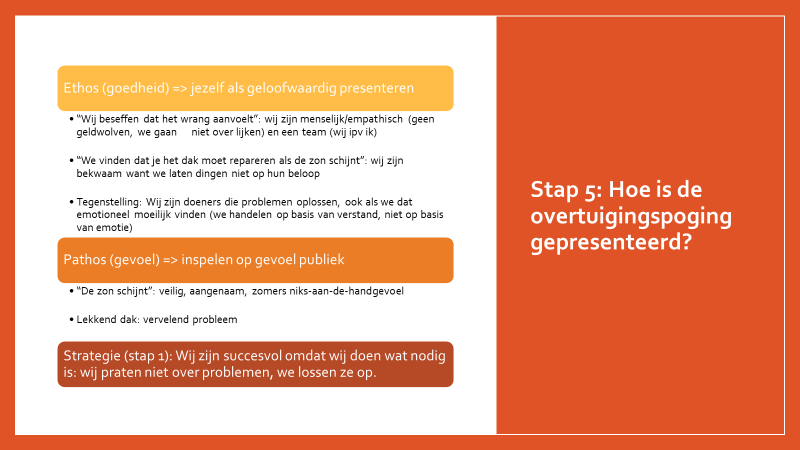 Ethos (goedheid) => jezelf als geloofwaardig presenteren
• “Wij beseffen dat het wrang aanvoelt”: wij zijn menselijk/empathisch (geen
geldwolven, we gaan niet over lijken) en een team (wij ipv ik)
• “We vinden dat je het dak moet repareren als de zon schijnt”: wij zijn
bekwaam want we laten dingen niet op hun beloop
• Tegenstelling: Wij zijn doeners die problemen oplossen, ook als we dat
emotioneel moeilijk vinden (we handelen op basis van verstand, niet op basis
van emotie)
Pathos (gevoel) => inspelen op gevoel publiek
• “De zon schijnt”: veilig, aangenaam, zomers niks-aan-de-handgevoel
• Lekkend dak: vervelend probleem
Strategie (stap 1): Wij zijn succesvol omdat wij doen wat nodig
is: wij praten niet over problemen, we lossen ze op.
Stap 5: Hoe is de
overtuigingspoging
gepresenteerd?